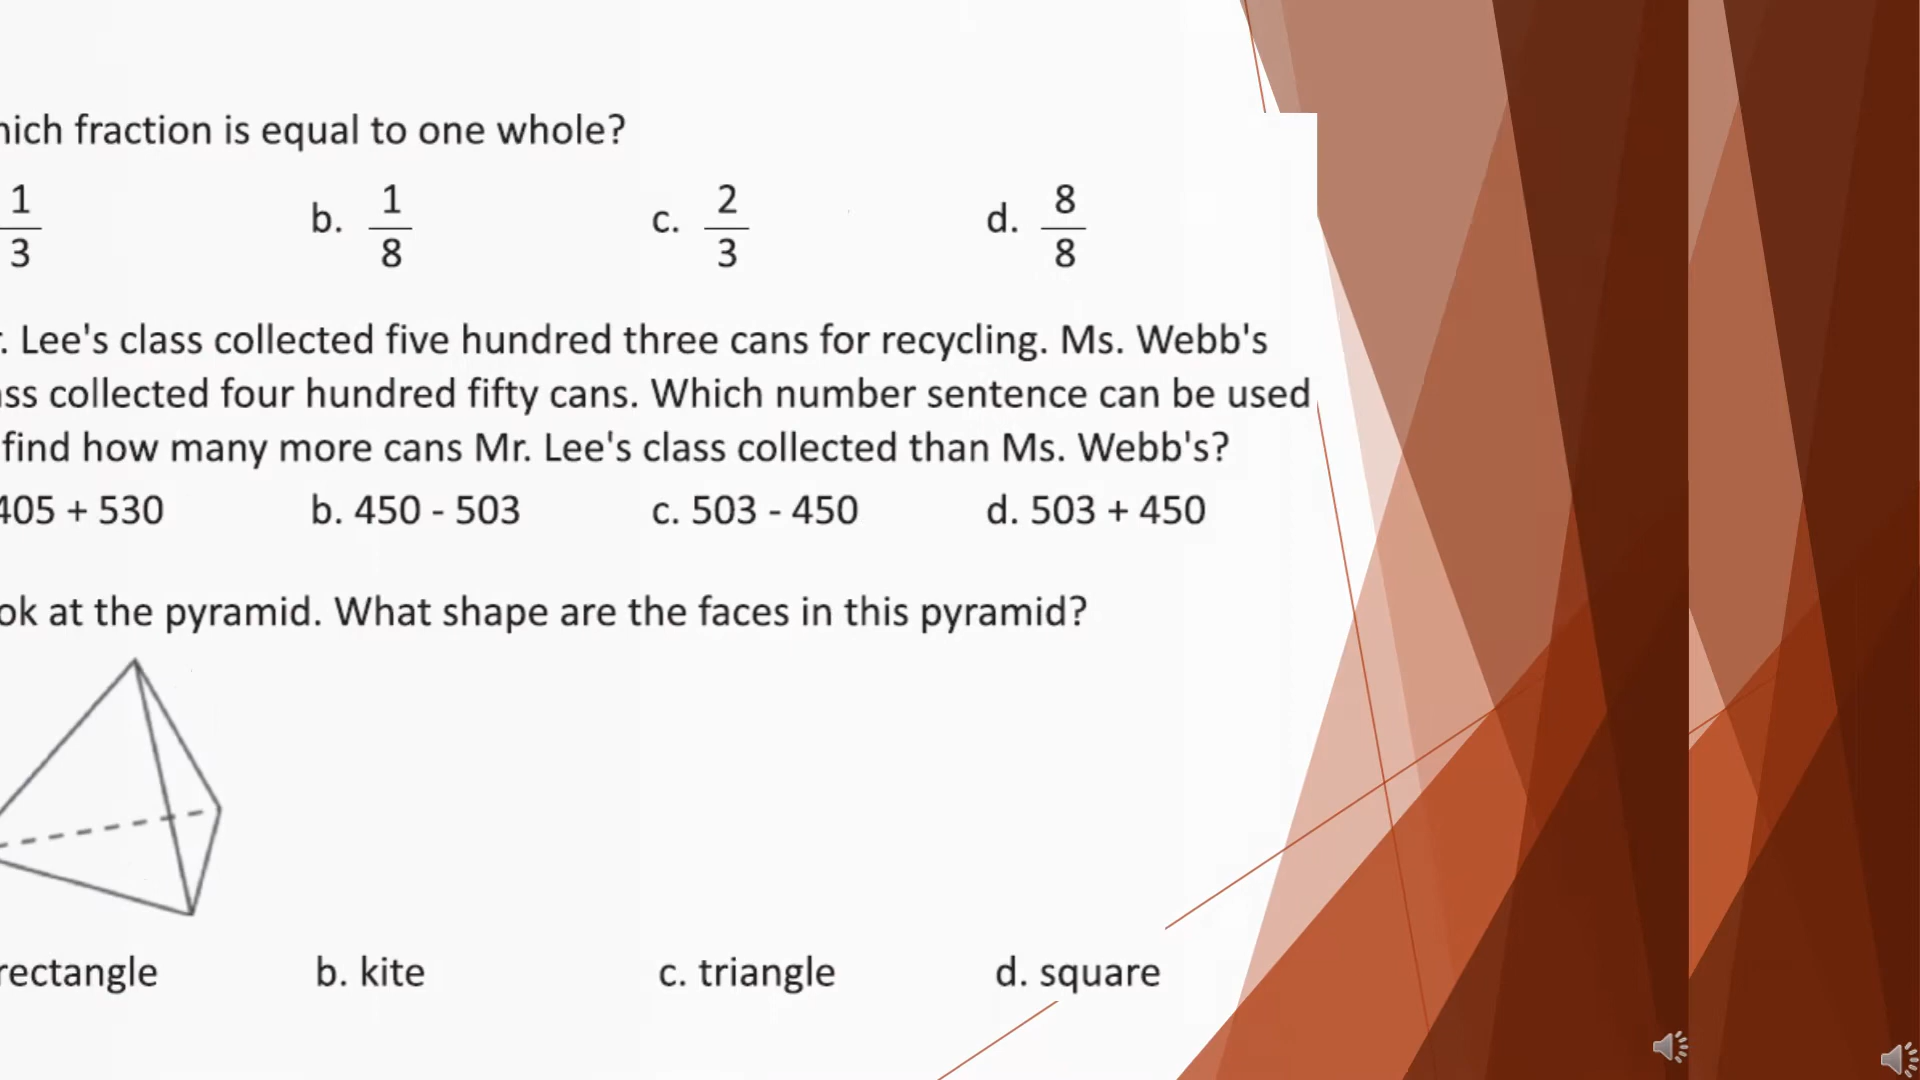 hich fraction is equal to one whole?
1/3 b. 1/8 c. 2/3 d. 8/8
r. Lee's class collected five hundred three cans for recycling. Ms. Webb's
ass collected four hundred fifty cans. Which number sentence can be used
find how many more cans Mr. Lee's class collected than Ms. Webb's?
405 + 530 b. 450 - 503 c. 503 - 450 d. 503 + 450
ok at the pyramid. What shape are the faces in this pyramid?
rectangle b. kite c. triangle d. square